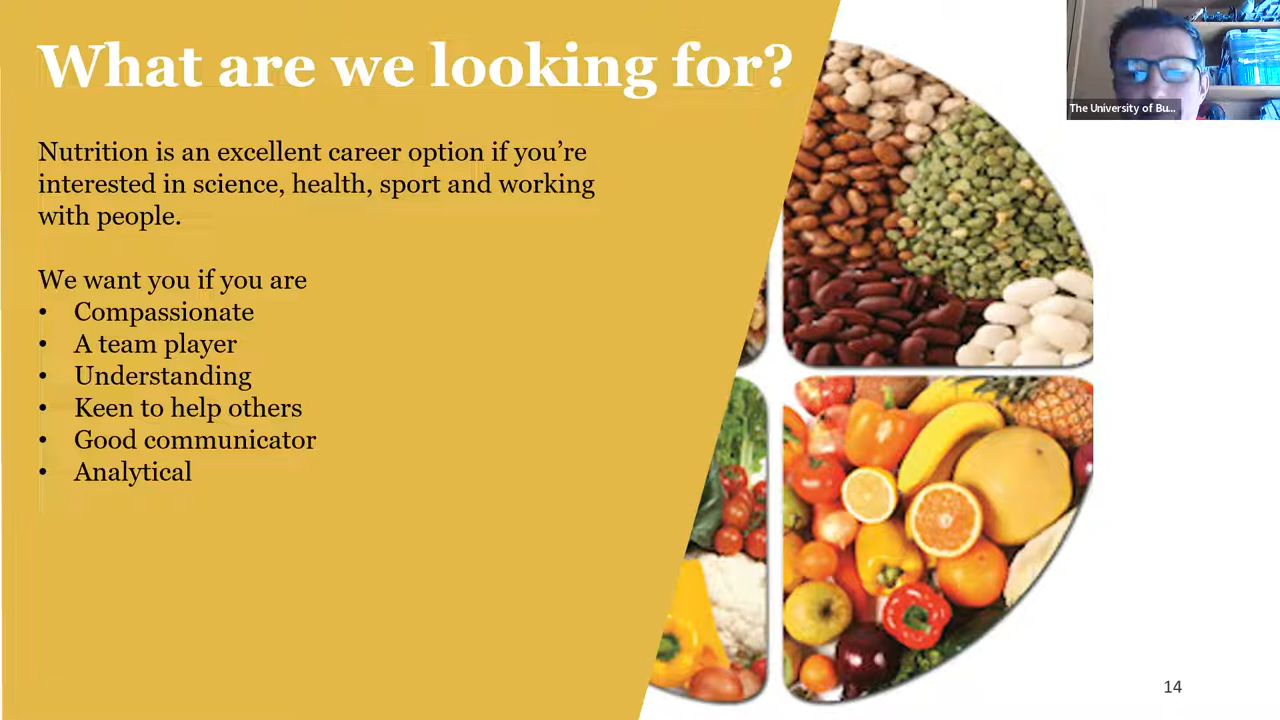 What are we looking for?
The University of Bu...
Nutrition is an excellent career option if you’re
interested in science, health, sport and working
with people.
We want you if you are
• Compassionate
• A team player
• Understanding
• Keen to help others
• Good communicator
• Analytical
14